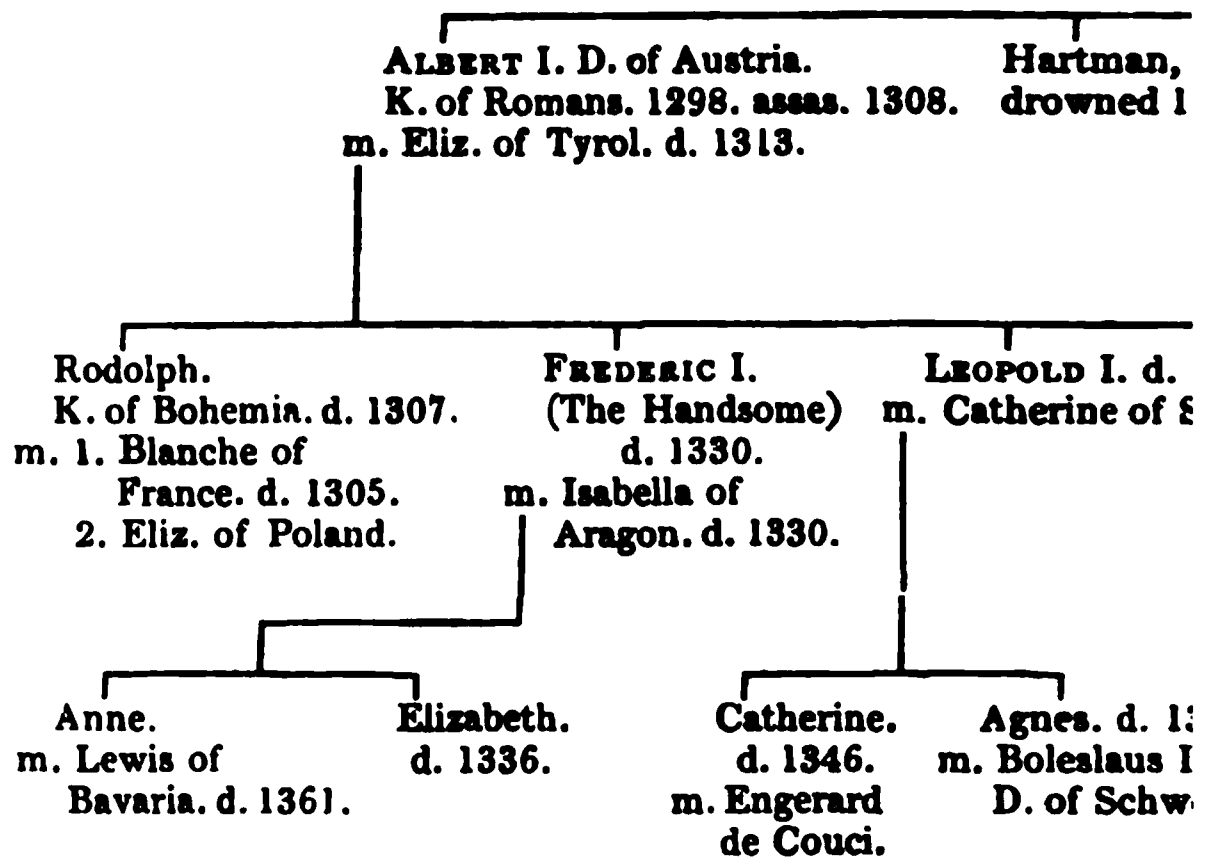 ALBERT I. D. of Austria.
K. of Romans. 1298. assas. 1308.
m. Eliz. of Tyrol. d. 1313.
Hartman,
drowned
Rodolph.
K. of Bohemia. d. 1307.
m. 1. Blanche of
France. d. 1305.
2. Eliz. of Poland.
FREDERIC I.
(The Handsome)
d. 1330.
m. Isabella of
Aragon. d. 1330.
LEOPOLD I. d.
m. Catherine of
Anne.
m. Lewis of
Bavaria. d. 1361.
Elizabeth.
d. 1336.
Catherine.
d. 1346.
m. Engerard
de Couci.
Agnes. d.
m. Boleslaus
D. of